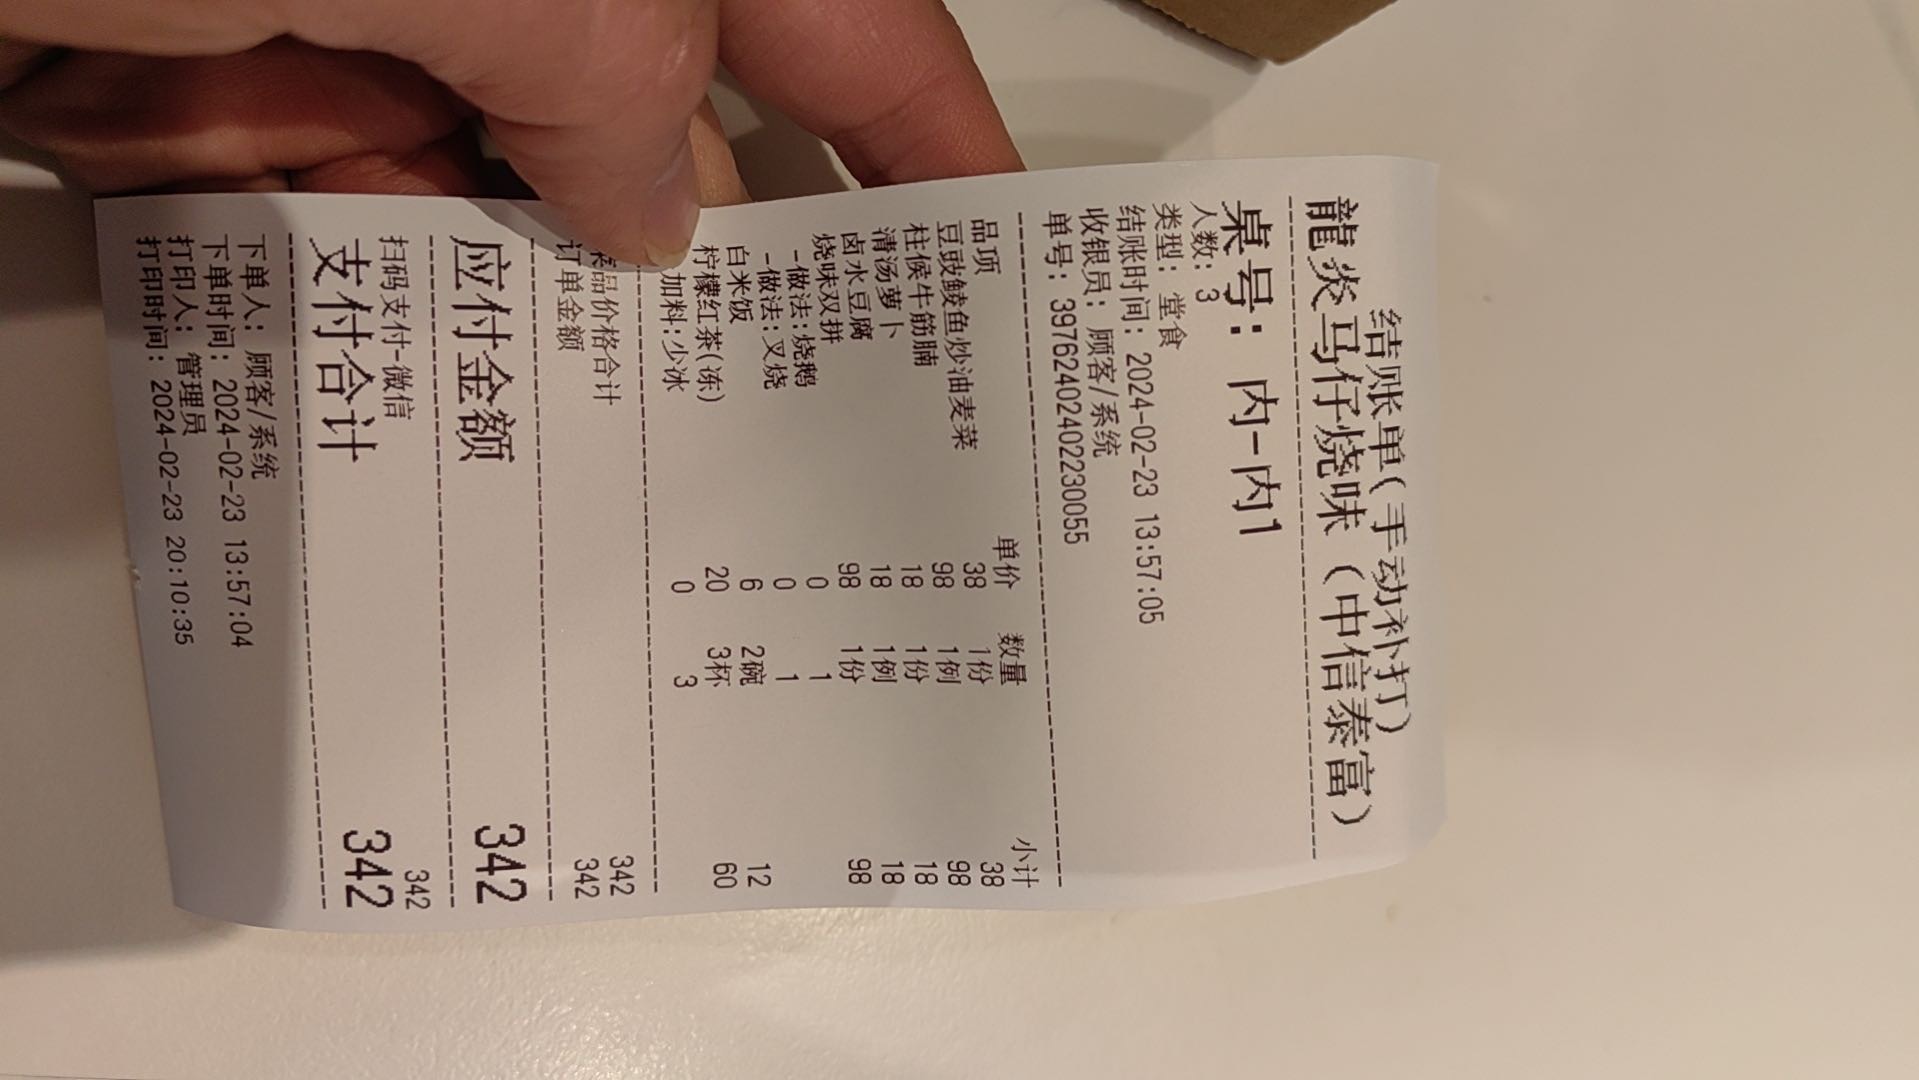 结账单(手动补打)
龍炎马仔烧味(中信泰富)
桌号: 内-内1
人数: 3
类型: 堂食
结账时间: 2024-02-23 13:57:05
收银员: 顾客/系统
单号: 39762402402230055
品项 单价 数量 小计
豆豉鲮鱼炒油麦菜 38 1份 38
柱侯牛筋腩 98 1例 98
清汤萝卜 18 1份 18
卤水豆腐 18 1例 18
烧味双拼 98 1份 98
-做法:烧鹅 0 1
-做法:叉烧 0 1
白米饭 6 2碗 12
柠檬红茶(冻) 20 3杯 60
加料:少冰 0 3
品价格合计 342
订单金额 342
应付金额 342
扫码支付-微信 342
支付合计 342
下单人: 顾客/系统
下单时间: 2024-02-23 13:57:04
打印人: 管理员
打印时间: 2024-02-23 20:10:35